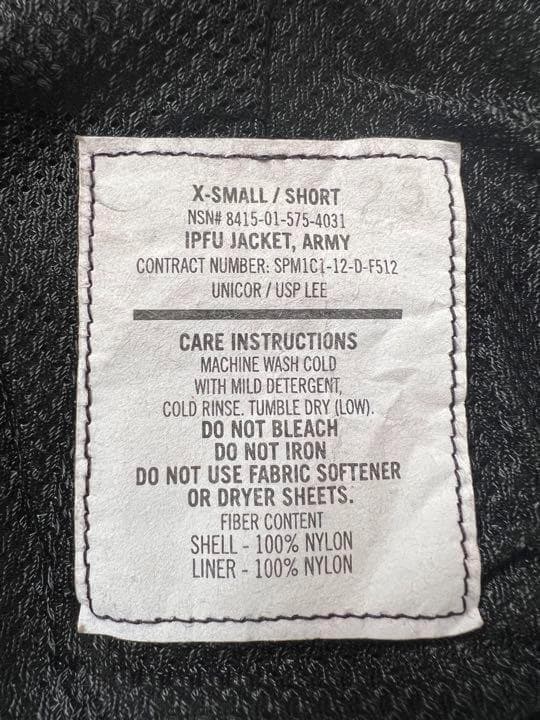 X-SMALL / SHORT
NSN# 8415-01-575-4031
IPFU JACKET, ARMY
CONTRACT NUMBER: SPM1C1-12-D-F512
UNICOR / USP LEE
CARE INSTRUCTIONS
MACHINE WASH COLD
WITH MILD DETERGENT,
COLD RINSE. TUMBLE DRY (LOW).
DO NOT BLEACH
DO NOT IRON
DO NOT USE FABRIC SOFTENER
OR DRYER SHEETS.
FIBER CONTENT
SHELL - 100% NYLON
LINER - 100% NYLON